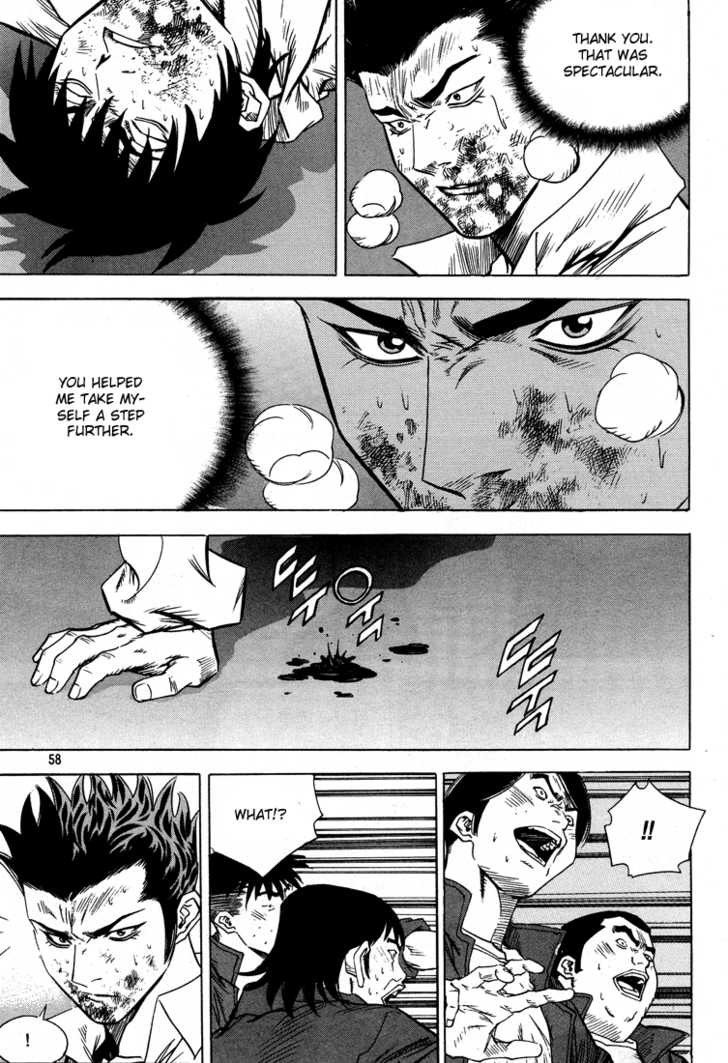 THANK YOU.
THAT WAS
SPECTACULAR.
YOU HELPED
ME TAKE MY-
SELF A STEP
FURTHER.
58
WHAT!?
!!
!